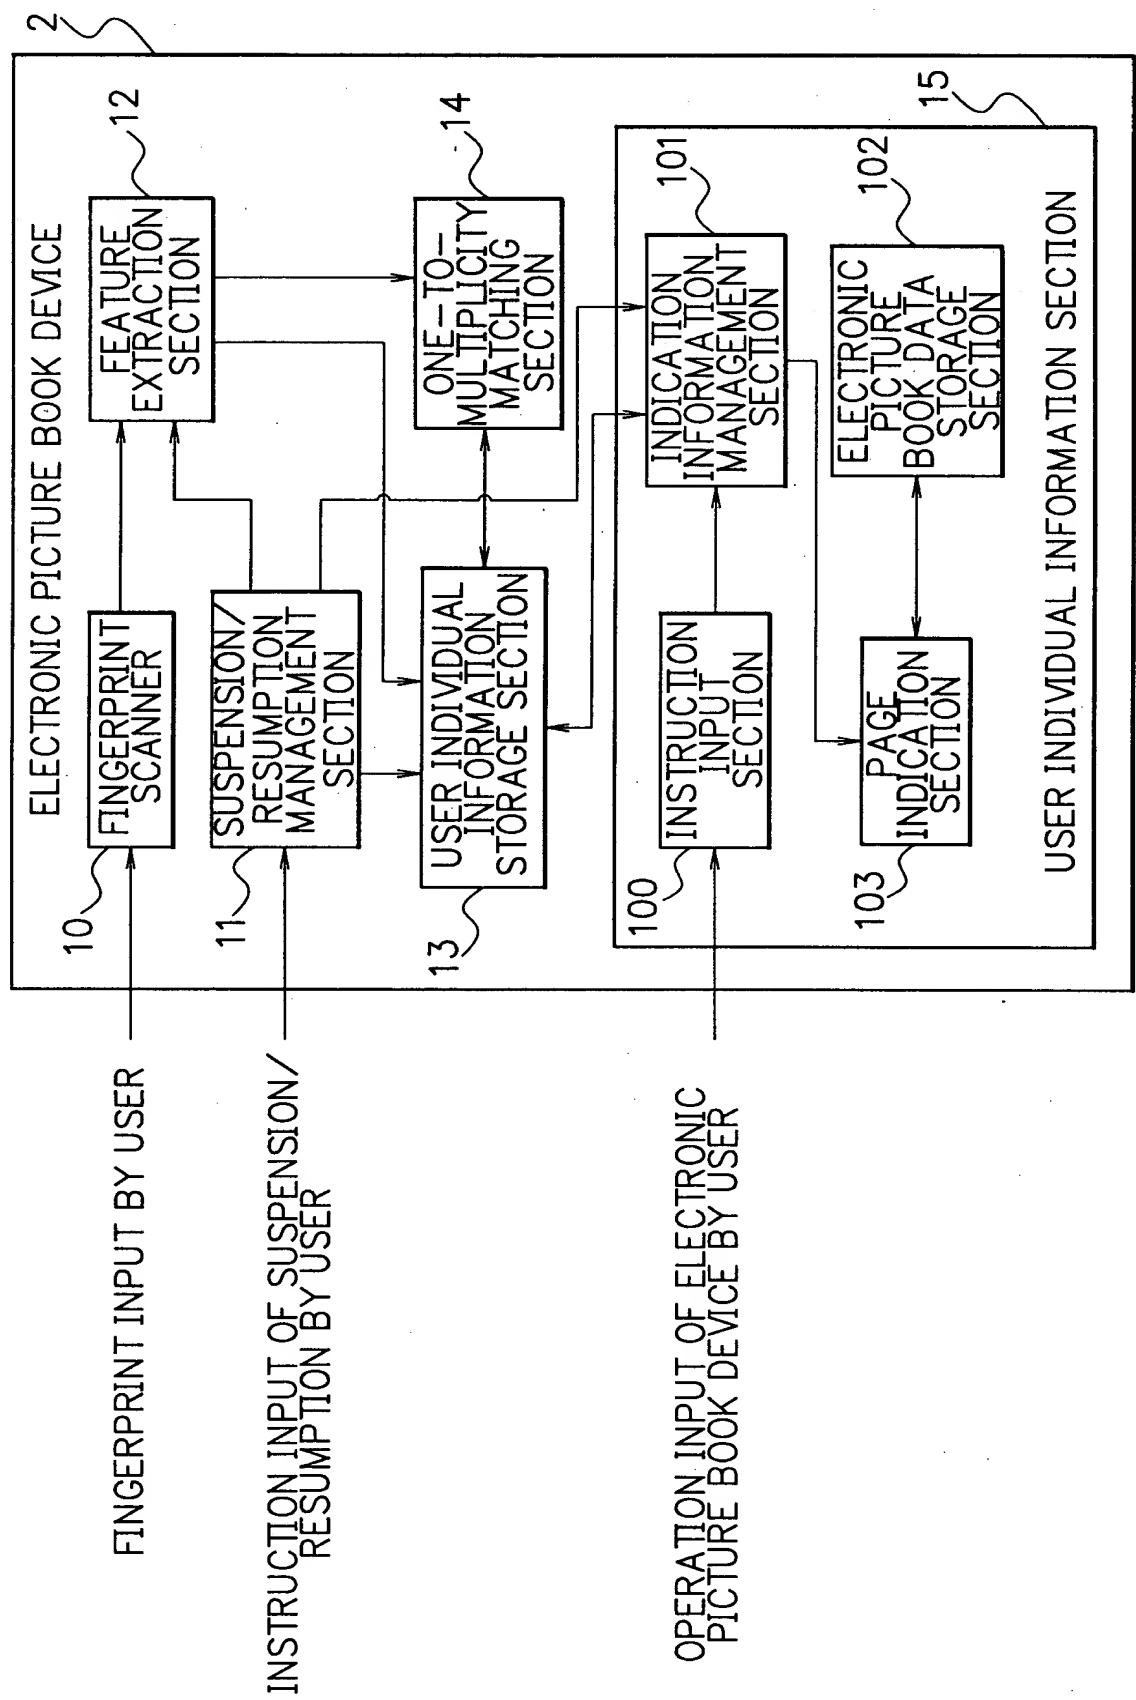 2
ELECTRONIC PICTURE BOOK DEVICE
FINGERPRINT INPUT BY USER
10
FINGERPRINT
SCANNER
12
FEATURE
EXTRACTION
SECTION
INSTRUCTION INPUT OF SUSPENSION/
RESUMPTION BY USER
11
SUSPENSION/
RESUMPTION
MANAGEMENT
SECTION
13
USER INDIVIDUAL
INFORMATION
STORAGE SECTION
14
ONE-TO-
MULTIPLICITY
MATCHING
SECTION
15
OPERATION INPUT OF ELECTRONIC
PICTURE BOOK DEVICE BY USER
100
INSTRUCTION
INPUT
SECTION
101
INDICATION
INFORMATION
MANAGEMENT
SECTION
103
PAGE
INDICATION
SECTION
102
ELECTRONIC
PICTURE
BOOK DATA
STORAGE
SECTION
USER INDIVIDUAL INFORMATION SECTION